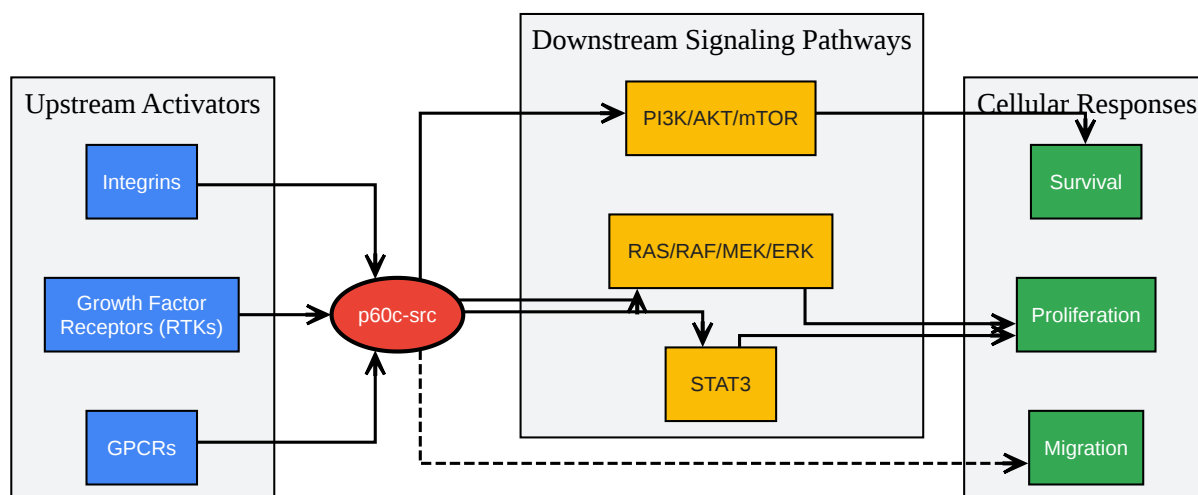 Upstream Activators
Integrins
Growth Factor
Receptors (RTKs)
GPCRs
p60c-src
Downstream Signaling Pathways
PI3K/AKT/mTOR
RAS/RAF/MEK/ERK
STAT3
Cellular Responses
Survival
Proliferation
Migration